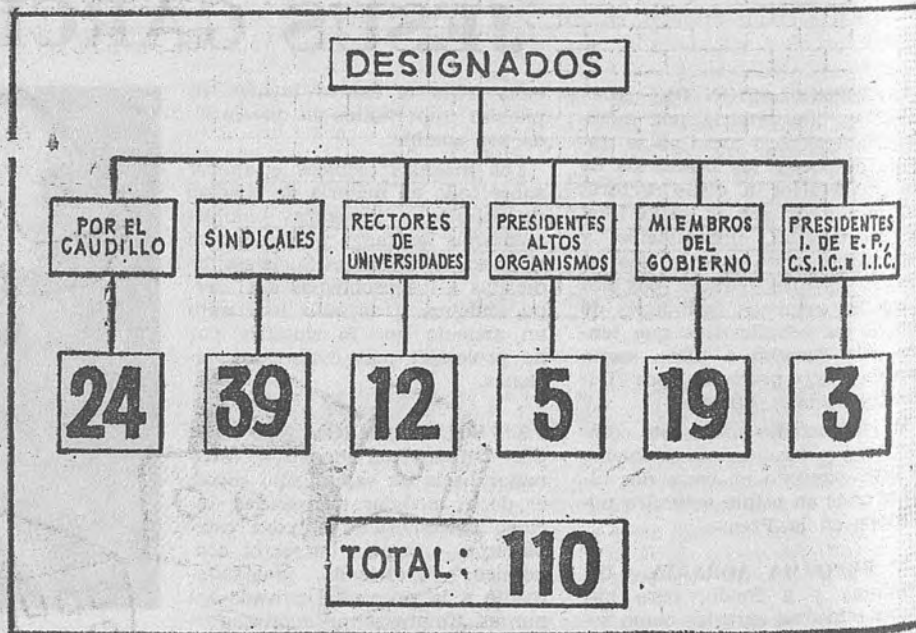 DESIGNADOS
POR EL
CAUDILLO
SINDICALES
RECTORES
DE
UNIVERSIDADES
PRESIDENTES
ALTOS
ORGANISMOS
MIEMBROS
DEL
GOBIERNO
PRESIDENTES
I. DE E. P.,
C.S.I.C. e I.I.C.
24
39
12
5
19
3
TOTAL: 110